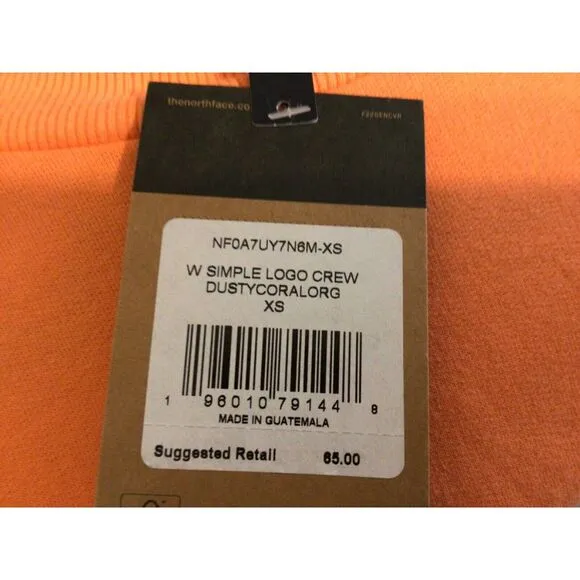 thenorthface.co
F22GENCVR
NF0A7UY7N6M-XS
W SIMPLE LOGO CREW
DUSTYCORALORG
XS
1 96010 79144 8
MADE IN GUATEMALA
Suggested Retail 65.00